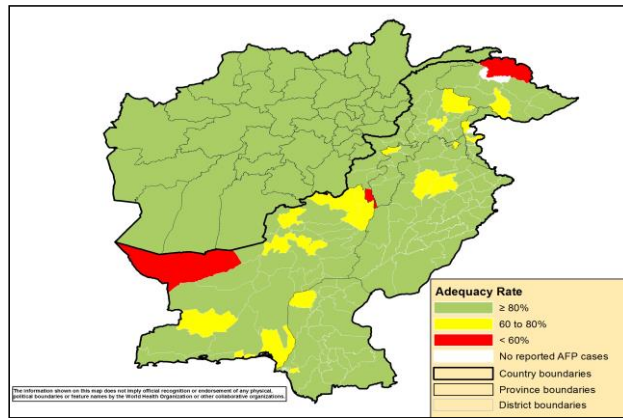 Adequacy Rate
≥ 80%
60 to 80%
< 60%
No reported AFP cases
Country boundaries
Province boundaries
District boundaries
The information shown on this map does not imply official recognition or endorsement of any physical,
political boundaries or feature names by the World Health Organization or other collaborative organizations.